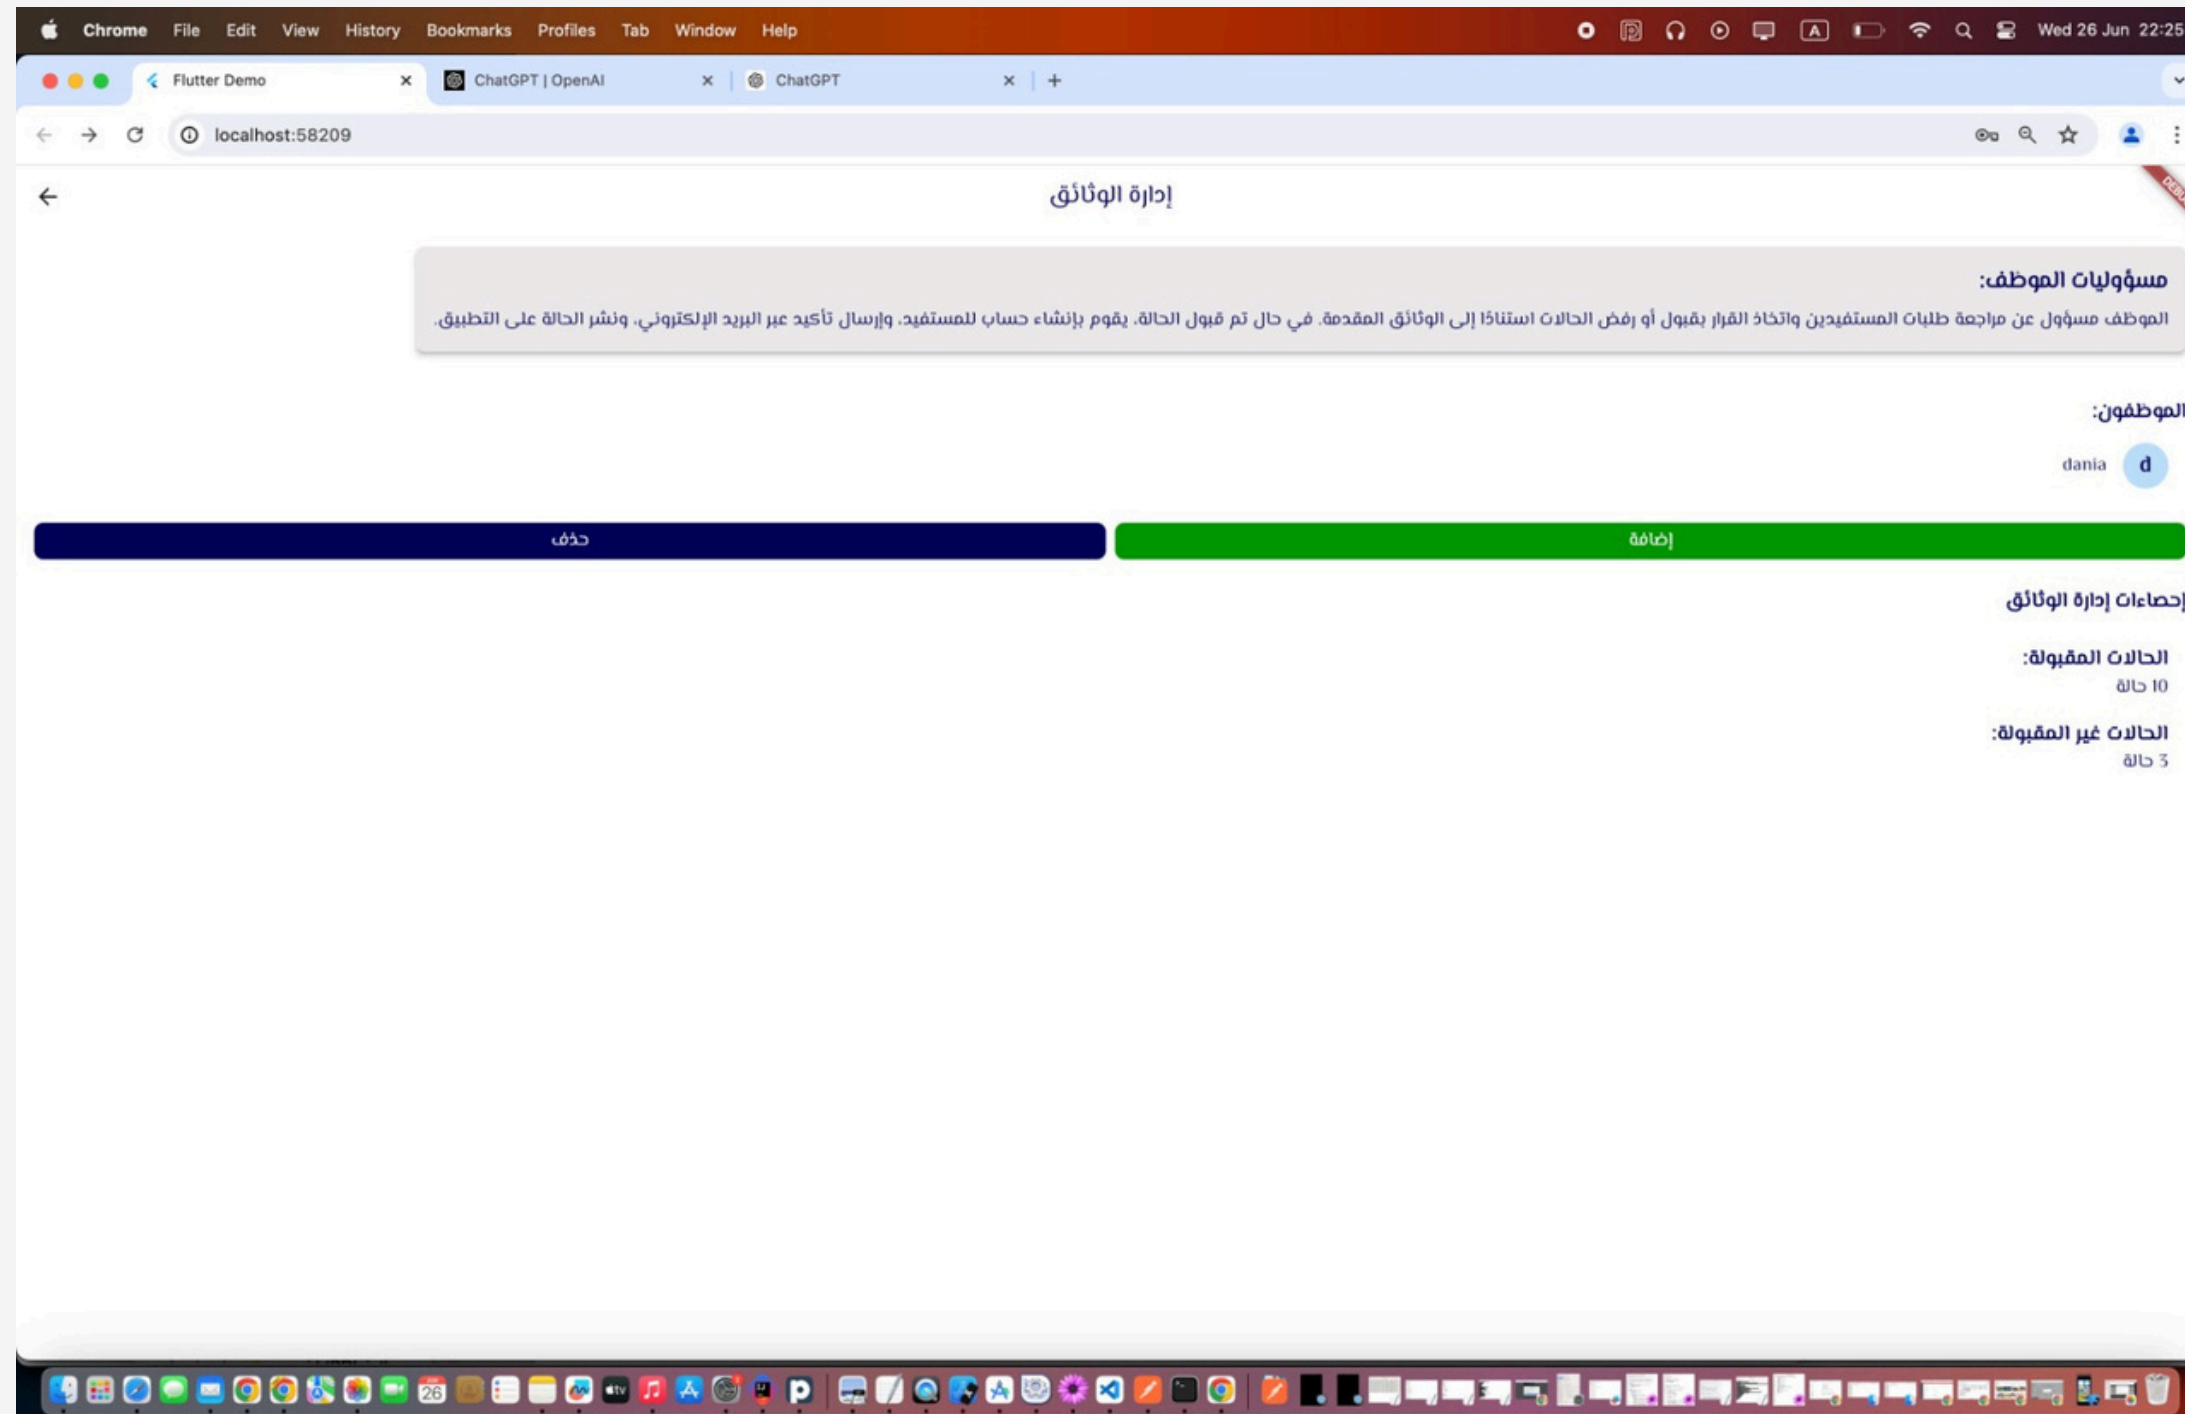 Chrome File Edit View History Bookmarks Profiles Tab Window Help Wed 26 Jun 22:25
Flutter Demo ChatGPT | OpenAI ChatGPT
localhost:58209
إدارة الوثائق
مسؤوليات الموظف:
الموظف مسؤول عن مراجعة طلبات المستفيدين واتخاذ القرار بقبول أو رفض الحالات استنادًا إلى الوثائق المقدمة. في حال تم قبول الحالة، يقوم بإنشاء حساب للمستفيد، وإرسال تأكيد عبر البريد الإلكتروني، ونشر الحالة على التطبيق.
الموظفون:
d dania
إضافة
حذف
إحصاءات إدارة الوثائق
الحالات المقبولة:
10 حالة
الحالات غير المقبولة:
3 حالة
26
tv